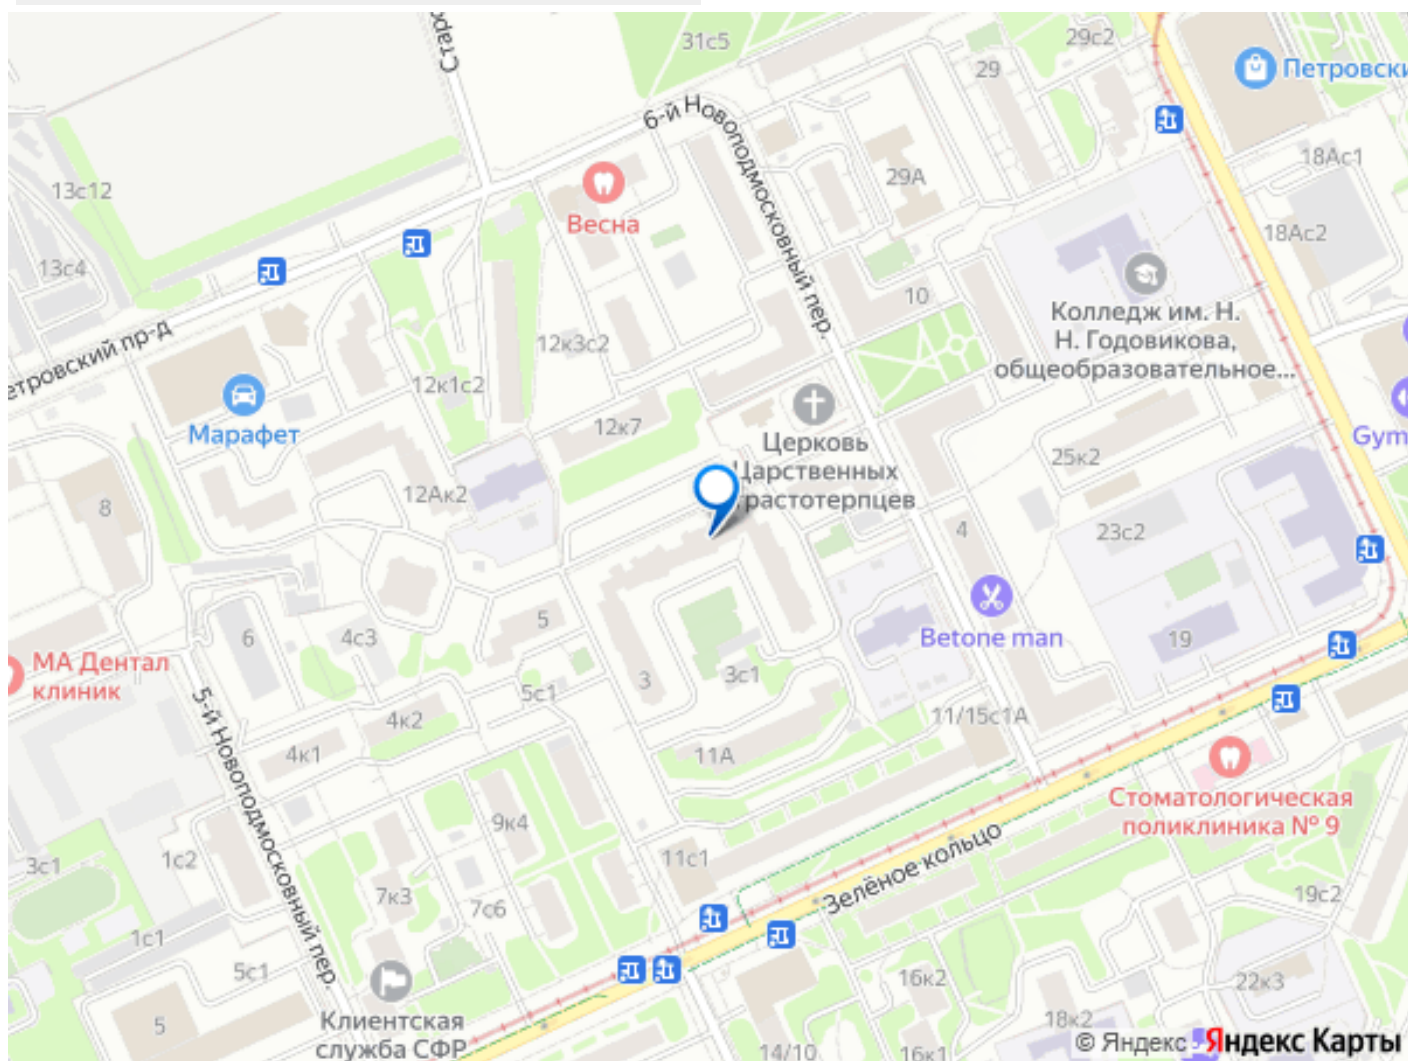 Стар
31с5
29с2
29
Петровски
6-й Новоподмосковный пер.
18Ас1
13с12
29А
Весна
18Ас2
13с4
10
Колледж им. Н.
Н. Годовикова,
общеобразовательное...
етровский пр-д
12к3с2
12к1с2
Марафет
12к7
Церковь
Царственных
растотерпцев
Gym
25к2
12Ак2
8
4
23с2
Betone man
5
6
4с3
19
МА Дентал
клиник
3
3с1
5с1
11/15с1А
4к2
4к1
11А
5-й Новоподмосковный пер.
Стоматологическая
поликлиника № 9
9к4
1с2
3с1
11с1
Зелёное кольцо
7к3
7с6
19с2
1с1
5с1
16к2
22к3
5
Клиентская
служба СФР
18к2
14/10
16к1
© Яндекс
Яндекс Карты